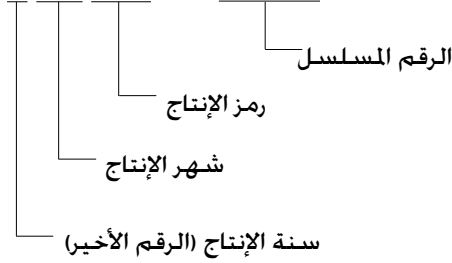 الرقم المسلسل
رمز الإنتاج
شهر الإنتاج
سنة الإنتاج (الرقم الأخير)